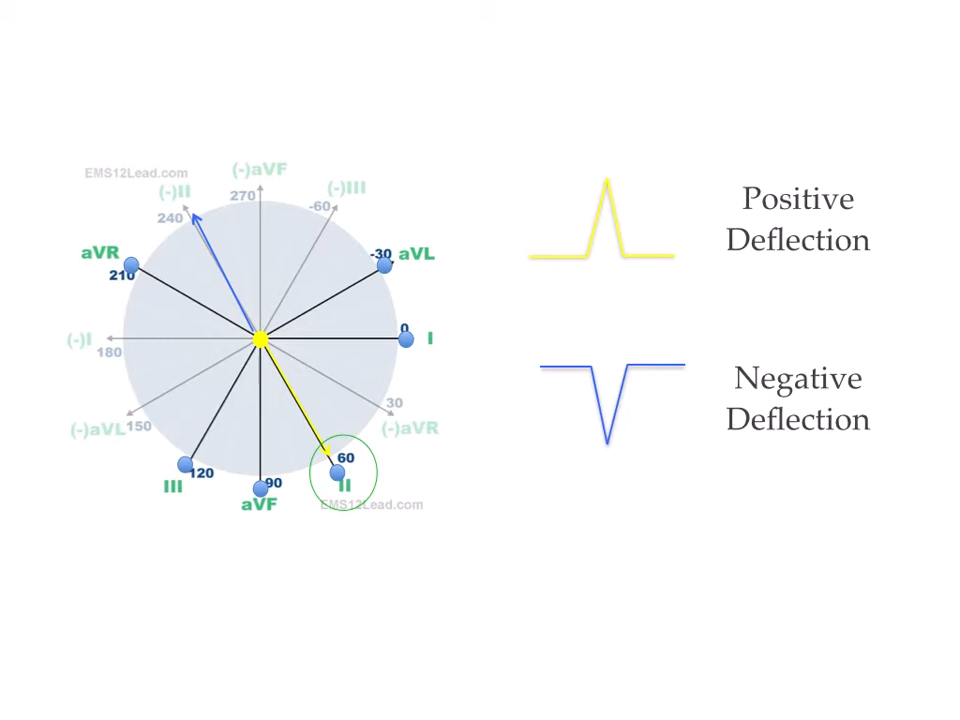 EMS12Lead.com
(-)aVF
(-)II
270
(-)III
-60
240
aVR
-30
aVL
210
0
I
(-)I
180
30
(-)aVL
150
(-)aVR
60
120
II
III
90
aVF
EMS12Lead.com
Positive
Deflection
Negative
Deflection